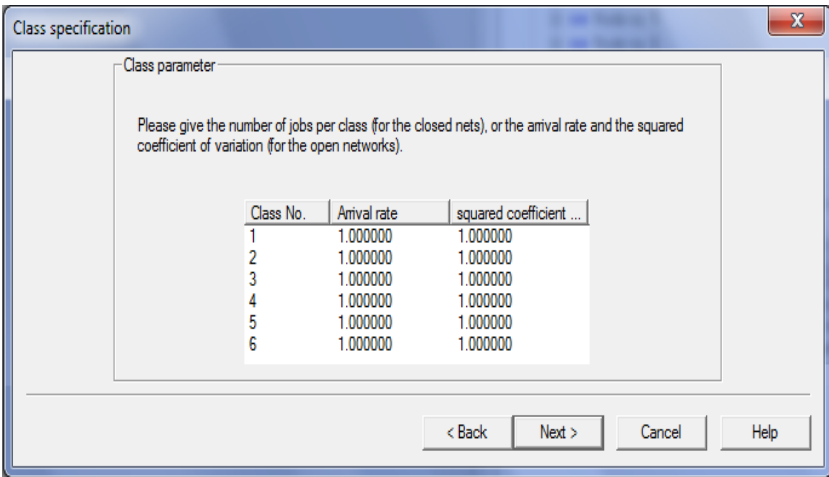 Class specification
X
Class parameter
Please give the number of jobs per class (for the closed nets), or the arrival rate and the squared
coefficient of variation (for the open networks).
Class No. Arrival rate squared coefficient ...
1 1.000000 1.000000
2 1.000000 1.000000
3 1.000000 1.000000
4 1.000000 1.000000
5 1.000000 1.000000
6 1.000000 1.000000
< Back Next > Cancel Help